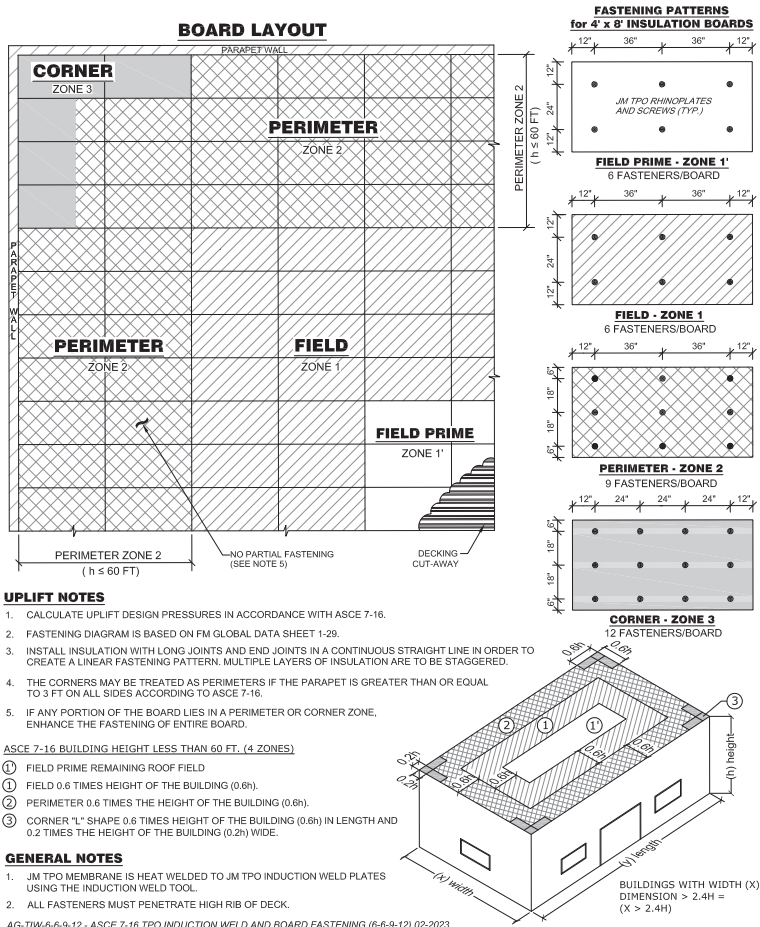 BOARD LAYOUT
PARAPET WALL
CORNER
ZONE 3
PERIMETER
ZONE 2
PERIMETER ZONE 2
( h ≤ 60 FT)
PARAPET WALL
PERIMETER
ZONE 2
FIELD
ZONE 1
FIELD PRIME
ZONE 1'
PERIMETER ZONE 2
( h ≤ 60 FT)
NO PARTIAL FASTENING
(SEE NOTE 5)
DECKING
CUT-AWAY
FASTENING PATTERNS
for 4' x 8' INSULATION BOARDS
12" 36" 36" 12"
12"
24"
12"
JM TPO RHINOPLATES
AND SCREWS (TYP.)
FIELD PRIME - ZONE 1'
6 FASTENERS/BOARD
12" 36" 36" 12"
12"
24"
12"
FIELD - ZONE 1
6 FASTENERS/BOARD
12" 36" 36" 12"
6"
18"
18"
6"
PERIMETER - ZONE 2
9 FASTENERS/BOARD
12" 24" 24" 24" 12"
6"
18"
18"
6"
CORNER - ZONE 3
12 FASTENERS/BOARD
UPLIFT NOTES
1. CALCULATE UPLIFT DESIGN PRESSURES IN ACCORDANCE WITH ASCE 7-16.
2. FASTENING DIAGRAM IS BASED ON FM GLOBAL DATA SHEET 1-29.
3. INSTALL INSULATION WITH LONG JOINTS AND END JOINTS IN A CONTINUOUS STRAIGHT LINE IN ORDER TO
CREATE A LINEAR FASTENING PATTERN. MULTIPLE LAYERS OF INSULATION ARE TO BE STAGGERED.
4. THE CORNERS MAY BE TREATED AS PERIMETERS IF THE PARAPET IS GREATER THAN OR EQUAL
TO 3 FT ON ALL SIDES ACCORDING TO ASCE 7-16.
5. IF ANY PORTION OF THE BOARD LIES IN A PERIMETER OR CORNER ZONE,
ENHANCE THE FASTENING OF ENTIRE BOARD.
ASCE 7-16 BUILDING HEIGHT LESS THAN 60 FT. (4 ZONES)
1' FIELD PRIME REMAINING ROOF FIELD
1 FIELD 0.6 TIMES THE HEIGHT OF THE BUILDING (0.6h).
2 PERIMETER 0.6 TIMES THE HEIGHT OF THE BUILDING (0.6h).
3 CORNER "L" SHAPE 0.6 TIMES HEIGHT OF THE BUILDING (0.6h) IN LENGTH AND
0.2 TIMES THE HEIGHT OF THE BUILDING (0.2h) WIDE.
GENERAL NOTES
1. JM TPO MEMBRANE IS HEAT WELDED TO JM TPO INDUCTION WELD PLATES
USING THE INDUCTION WELD TOOL.
2. ALL FASTENERS MUST PENETRATE HIGH RIB OF DECK.
AG-TIW-6-6-9-12 - ASCE 7-16 TPO INDUCTION WELD AND BOARD FASTENING (6-6-9-12) 02-2023
0.6h 0.6h
3
2 1 1'
0.6h 0.6h
0.2h
0.2h
0.6h 0.6h
(h) height
(x) width
(y) length
BUILDINGS WITH WIDTH (X)
DIMENSION > 2.4H =
(X > 2.4H)